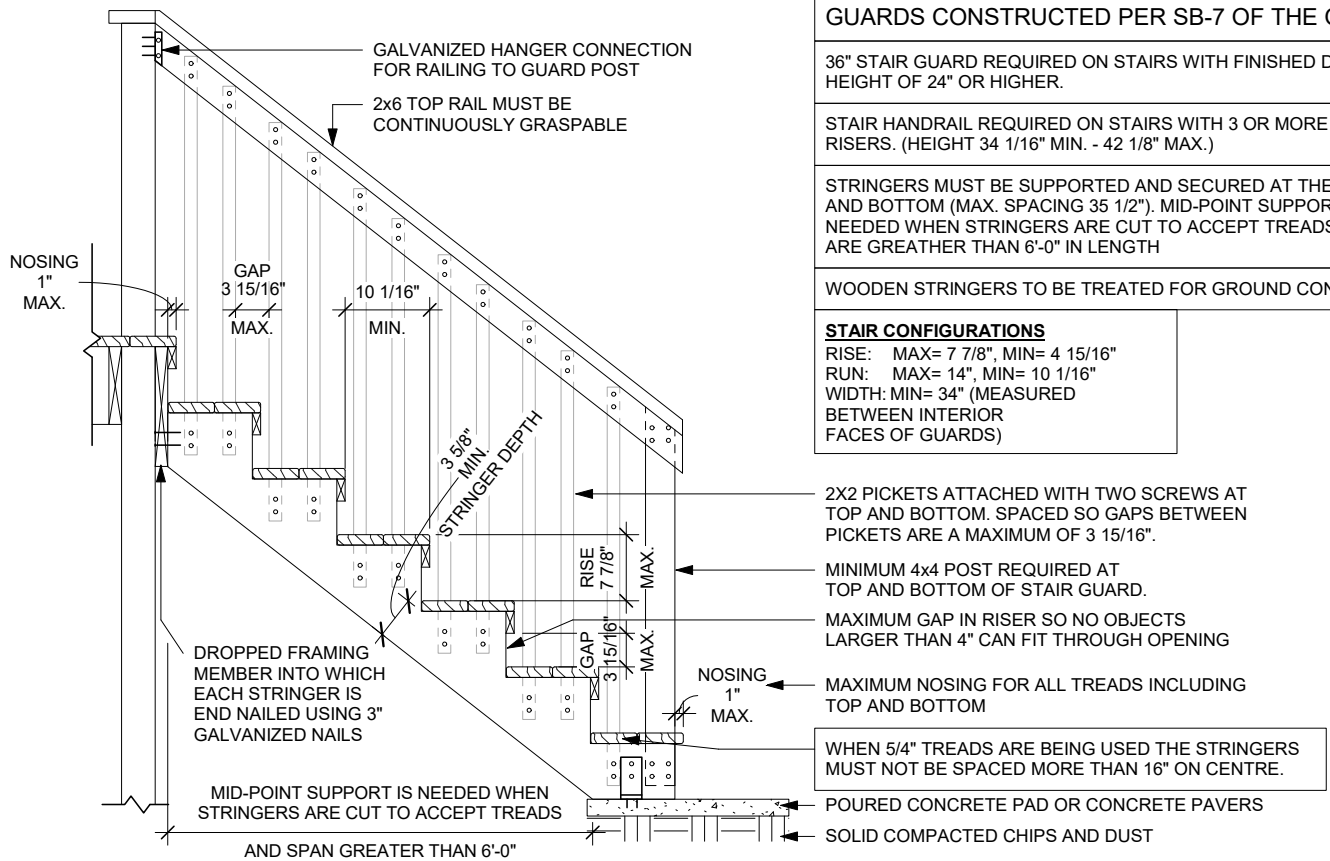 GALVANIZED HANGER CONNECTION
FOR RAILING TO GUARD POST
2x6 TOP RAIL MUST BE
CONTINUOUSLY GRASPABLE
NOSING
1"
MAX.
GAP
3 15/16"
MAX.
10 1/16"
MIN.
3 5/8"
MIN.
STRINGER DEPTH
RISE
7 7/8"
MAX.
GAP
3 15/16"
MAX.
DROPPED FRAMING
MEMBER INTO WHICH
EACH STRINGER IS
END NAILED USING 3"
GALVANIZED NAILS
NOSING
1"
MAX.
MID-POINT SUPPORT IS NEEDED WHEN
STRINGERS ARE CUT TO ACCEPT TREADS
AND SPAN GREATER THAN 6'-0"
GUARDS CONSTRUCTED PER SB-7 OF THE
36" STAIR GUARD REQUIRED ON STAIRS WITH FINISHED
HEIGHT OF 24" OR HIGHER.
STAIR HANDRAIL REQUIRED ON STAIRS WITH 3 OR MORE
RISERS. (HEIGHT 34 1/16" MIN. - 42 1/8" MAX.)
STRINGERS MUST BE SUPPORTED AND SECURED AT THE
AND BOTTOM (MAX. SPACING 35 1/2"). MID-POINT SUPPOR
NEEDED WHEN STRINGERS ARE CUT TO ACCEPT TREADS
ARE GREATHER THAN 6'-0" IN LENGTH
WOODEN STRINGERS TO BE TREATED FOR GROUND CON
STAIR CONFIGURATIONS
RISE: MAX= 7 7/8", MIN= 4 15/16"
RUN: MAX= 14", MIN= 10 1/16"
WIDTH: MIN= 34" (MEASURED
BETWEEN INTERIOR
FACES OF GUARDS)
2X2 PICKETS ATTACHED WITH TWO SCREWS AT
TOP AND BOTTOM. SPACED SO GAPS BETWEEN
PICKETS ARE A MAXIMUM OF 3 15/16".
MINIMUM 4x4 POST REQUIRED AT
TOP AND BOTTOM OF STAIR GUARD.
MAXIMUM GAP IN RISER SO NO OBJECTS
LARGER THAN 4" CAN FIT THROUGH OPENING
MAXIMUM NOSING FOR ALL TREADS INCLUDING
TOP AND BOTTOM
WHEN 5/4" TREADS ARE BEING USED THE STRINGERS
MUST NOT BE SPACED MORE THAN 16" ON CENTRE.
POURED CONCRETE PAD OR CONCRETE PAVERS
SOLID COMPACTED CHIPS AND DUST